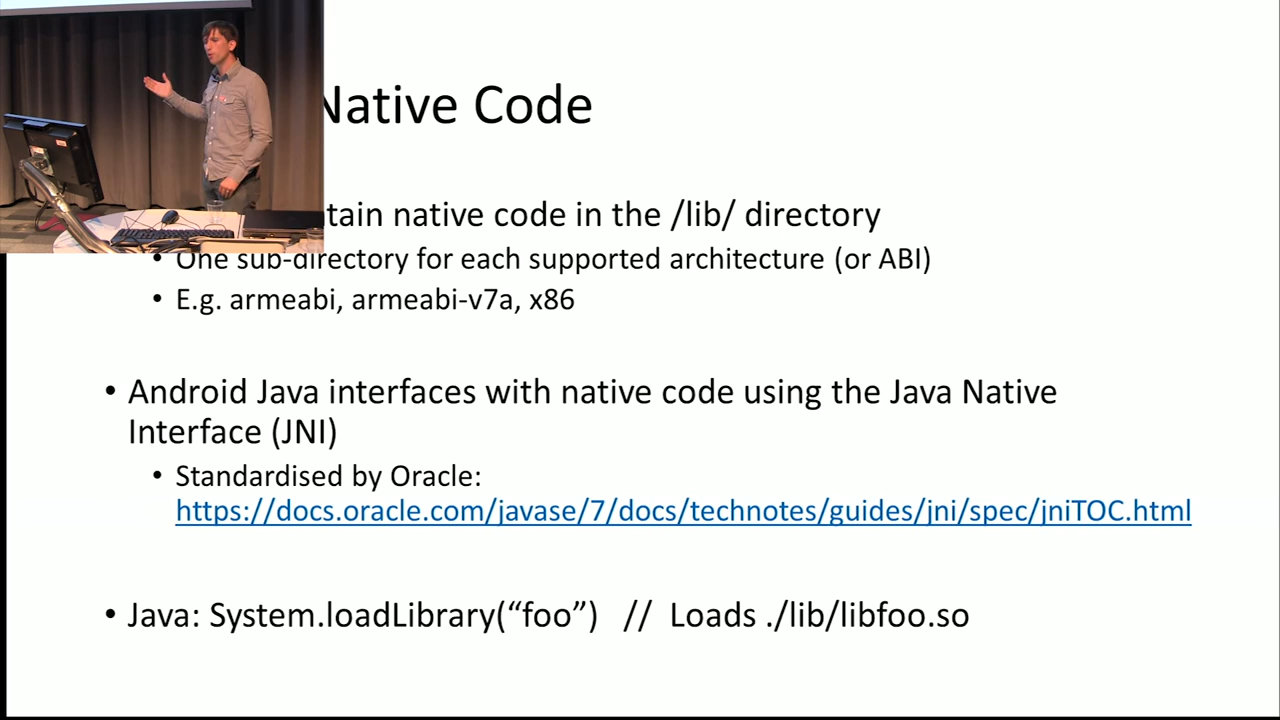 Native Code
tain native code in the /lib/ directory
• One sub-directory for each supported architecture (or ABI)
• E.g. armeabi, armeabi-v7a, x86
• Android Java interfaces with native code using the Java Native
Interface (JNI)
• Standardised by Oracle:
https://docs.oracle.com/javase/7/docs/technotes/guides/jni/spec/jniTOC.html
• Java: System.loadLibrary(“foo”) // Loads ./lib/libfoo.so